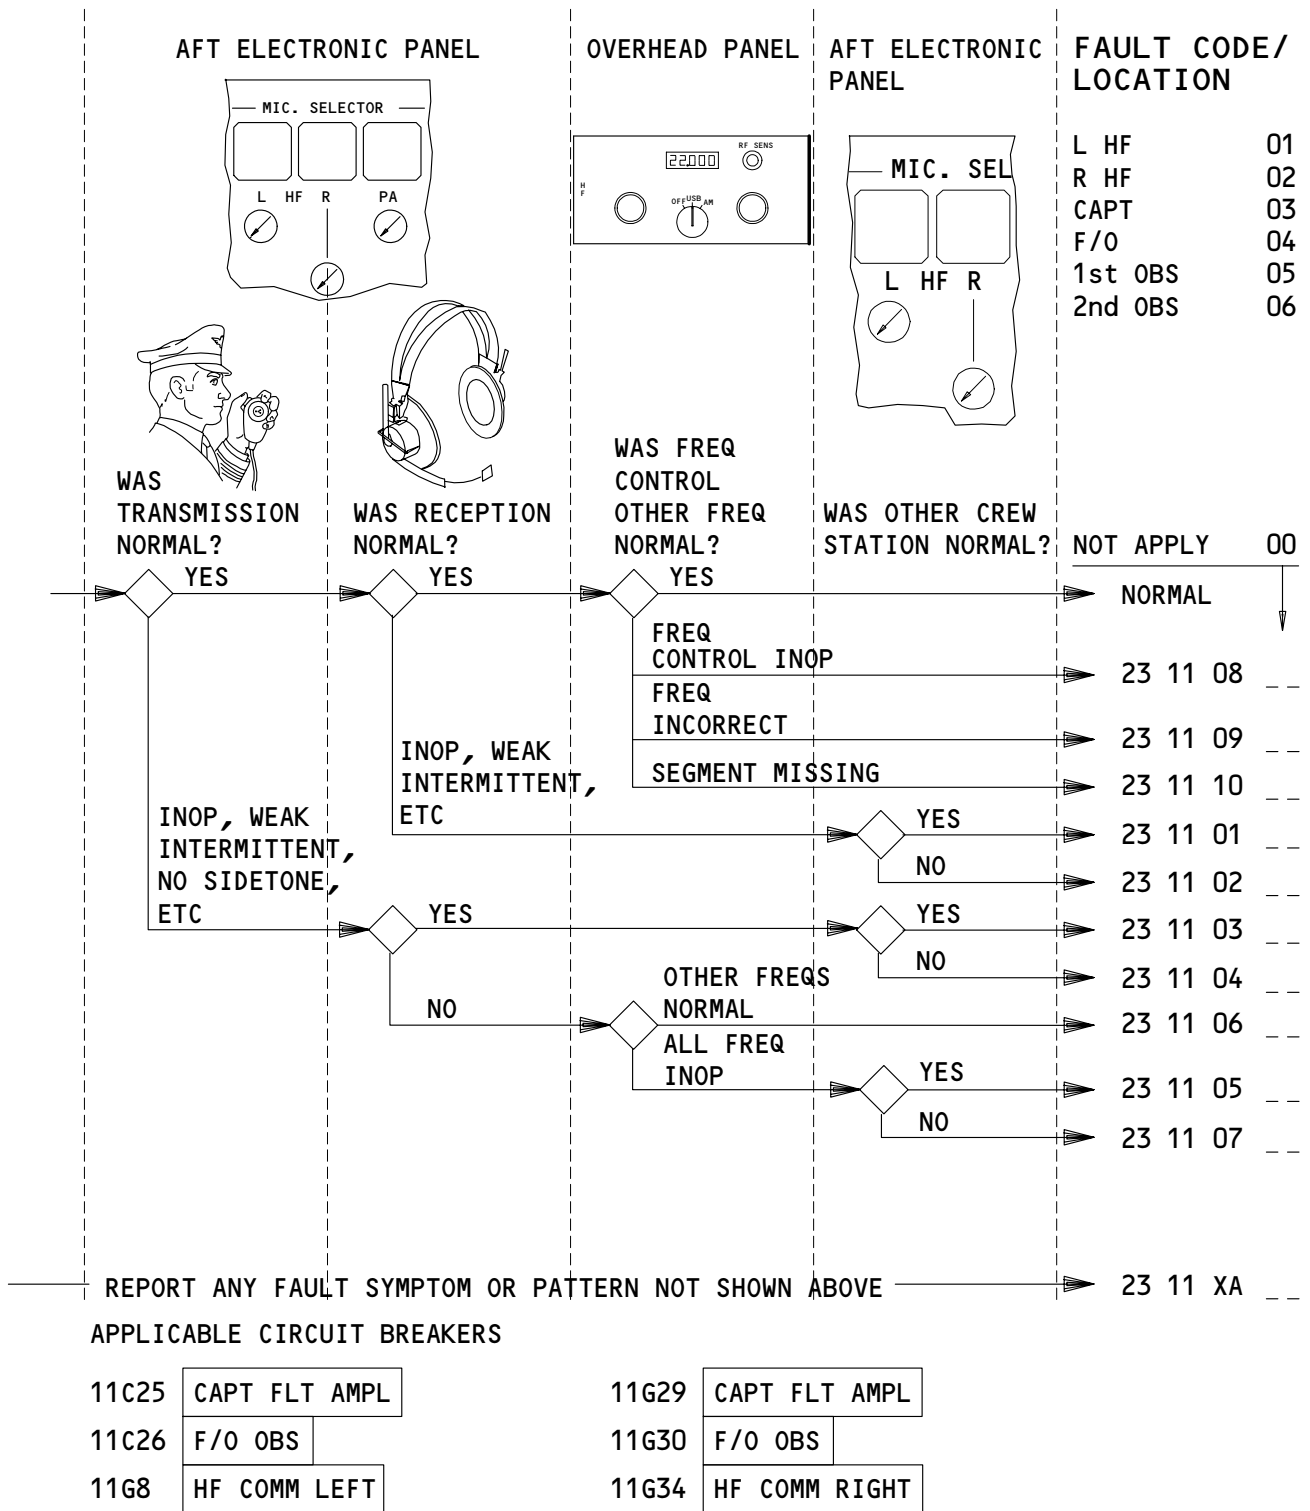 AFT ELECTRONIC PANEL
OVERHEAD PANEL
AFT ELECTRONIC
PANEL
FAULT CODE/
LOCATION
MIC. SELECTOR
L HF R PA
22.000
RF SENS
H
F
OFF USB AM
MIC. SEL
L HF R
L HF 01
R HF 02
CAPT 03
F/O 04
1st OBS 05
2nd OBS 06
WAS
TRANSMISSION
NORMAL?
WAS RECEPTION
NORMAL?
WAS FREQ
CONTROL
OTHER FREQ
NORMAL?
WAS OTHER CREW
STATION NORMAL?
NOT APPLY 00
YES
YES
YES
NORMAL
FREQ
CONTROL INOP
23 11 08 _ _
FREQ
INCORRECT
23 11 09 _ _
SEGMENT MISSING
23 11 10 _ _
INOP, WEAK
INTERMITTENT,
ETC
YES
23 11 01 _ _
NO
23 11 02 _ _
INOP, WEAK
INTERMITTENT,
NO SIDETONE,
ETC
YES
YES
23 11 03 _ _
NO
23 11 04 _ _
NO
OTHER FREQS
NORMAL
23 11 06 _ _
ALL FREQ
INOP
YES
23 11 05 _ _
NO
23 11 07 _ _
REPORT ANY FAULT SYMPTOM OR PATTERN NOT SHOWN ABOVE
23 11 XA _ _
APPLICABLE CIRCUIT BREAKERS
11C25 CAPT FLT AMPL
11G29 CAPT FLT AMPL
11C26 F/O OBS
11G30 F/O OBS
11G8 HF COMM LEFT
11G34 HF COMM RIGHT